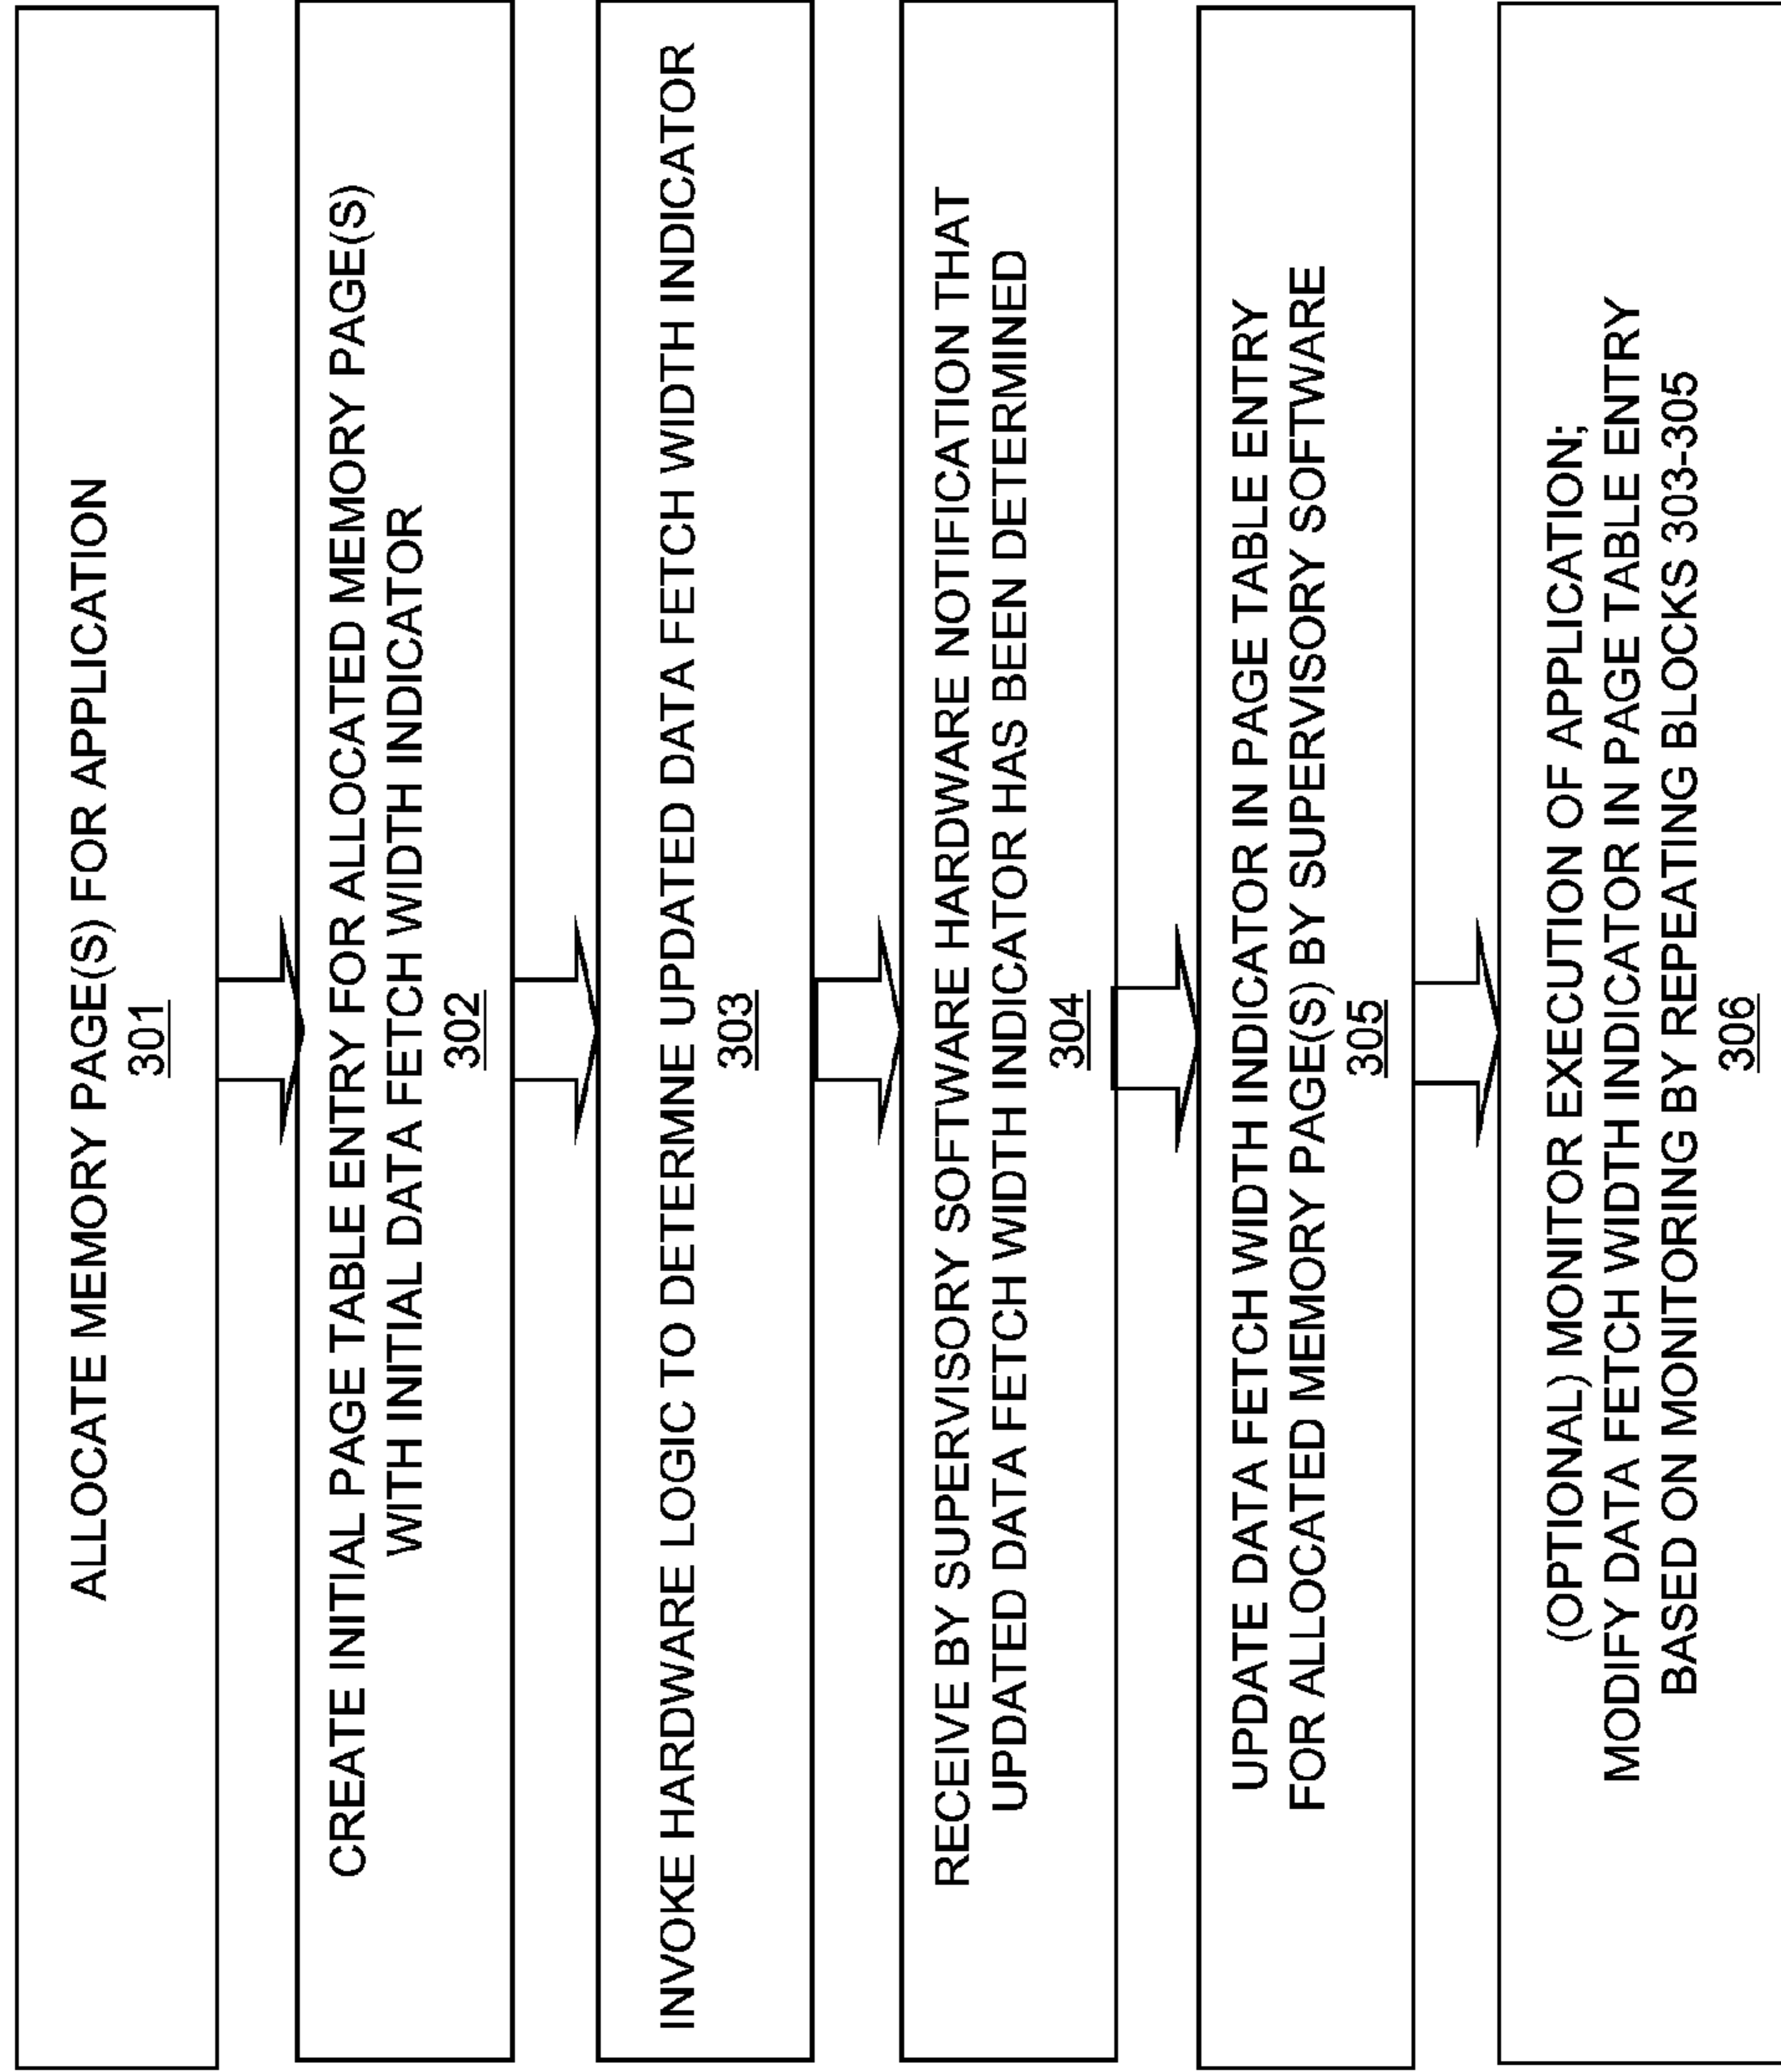 ALLOCATE MEMORY PAGE(S) FOR APPLICATION
301
CREATE INITIAL PAGE TABLE ENTRY FOR ALLOCATED MEMORY PAGE(S)
WITH INITIAL DATA FETCH WIDTH INDICATOR
302
INVOKE HARDWARE LOGIC TO DETERMNE UPDATED DATA FETCH WIDTH INDICATOR
303
RECEIVE BY SUPERVISORY SOFTWARE HARDWARE NOTIFICATION THAT
UPDATED DATA FETCH WIDTH INDICATOR HAS BEEN DETERMINED
304
UPDATE DATA FETCH WIDTH INDICATOR IN PAGE TABLE ENTRY
FOR ALLOCATED MEMORY PAGE(S) BY SUPERVISORY SOFTWARE
305
(OPTIONAL) MONITOR EXECUTION OF APPLICATION;
MODIFY DATA FETCH WIDTH INDICATOR IN PAGE TABLE ENTRY
BASED ON MONITORING BY REPEATING BLOCKS 303-305
306